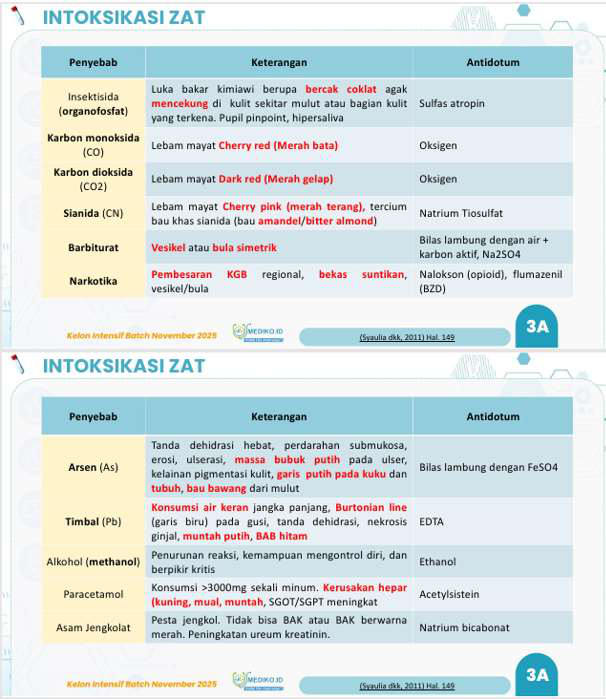 INTOKSIKASI ZAT
Penyebab Keterangan Antidotum
Insektisida (organofosfat)
Luka bakar kimiawi berupa bercak coklat agak
mencekung di kulit sekitar mulut atau bagian kulit
yang terkena. Pupil pinpoint, hipersaliva
Sulfas atropin
Karbon monoksida (CO)
Lebam mayat Cherry red (Merah bata)
Oksigen
Karbon dioksida (CO2)
Lebam mayat Dark red (Merah gelap)
Oksigen
Sianida (CN)
Lebam mayat Cherry pink (merah terang), tercium
bau khas sianida (bau amandel/bitter almond)
Natrium Tiosulfat
Barbiturat
Vesikel atau bula simetrik
Bilas lambung dengan air +
karbon aktif, Na2SO4
Narkotika
Pembesaran KGB regional, bekas suntikan,
vesikel/bula
Nalokson (opioid), flumazenil
(BZD)
Kelon Intensif Batch November 2025
MEDIKO.ID
(Syaulia dkk, 2011) Hal. 149
3A
INTOKSIKASI ZAT
Penyebab Keterangan Antidotum
Arsen (As)
Tanda dehidrasi hebat, perdarahan submukosa,
erosi, ulserasi, massa bubuk putih pada ulser,
kelainan pigmentasi kulit, garis putih pada kuku dan
tubuh, bau bawang dari mulut
Bilas lambung dengan FeSO4
Timbal (Pb)
Konsumsi air keran jangka panjang, Burtonian line
(garis biru) pada gusi, tanda dehidrasi, nekrosis
ginjal, muntah putih, BAB hitam
EDTA
Alkohol (methanol)
Penurunan reaksi, kemampuan mengontrol diri, dan
berpikir kritis
Ethanol
Paracetamol
Konsumsi >3000mg sekali minum. Kerusakan hepar
(kuning, mual, muntah, SGOT/SGPT meningkat
Acetylsistein
Asam Jengkolat
Pesta jengkol. Tidak bisa BAK atau BAK berwarna
merah. Peningkatan ureum kreatinin.
Natrium bicabonat
Kelon Intensif Batch November 2025
MEDIKO.ID
(Syaulia dkk, 2011) Hal. 149
3A